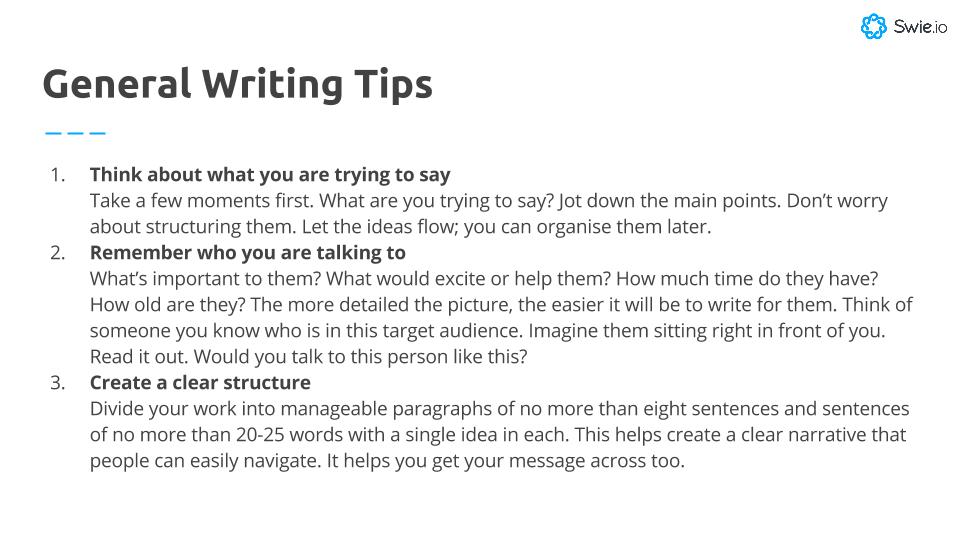 Swie.io
General Writing Tips
1. Think about what you are trying to say
Take a few moments first. What are you trying to say? Jot down the main points. Don’t worry
about structuring them. Let the ideas flow; you can organise them later.
2. Remember who you are talking to
What’s important to them? What would excite or help them? How much time do they have?
How old are they? The more detailed the picture, the easier it will be to write for them. Think of
someone you know who is in this target audience. Imagine them sitting right in front of you.
Read it out. Would you talk to this person like this?
3. Create a clear structure
Divide your work into manageable paragraphs of no more than eight sentences and sentences
of no more than 20-25 words with a single idea in each. This helps create a clear narrative that
people can easily navigate. It helps you get your message across too.